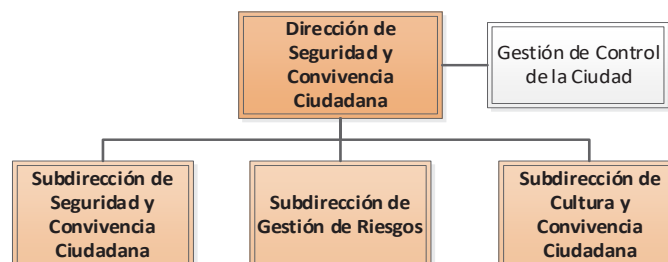 Dirección de
Seguridad y
Convivencia
Ciudadana
Gestión de Control
de la Ciudad
Subdirección de
Seguridad y
Convivencia
Ciudadana
Subdirección de
Gestión de Riesgos
Subdirección de
Cultura y
Convivencia
Ciudadana